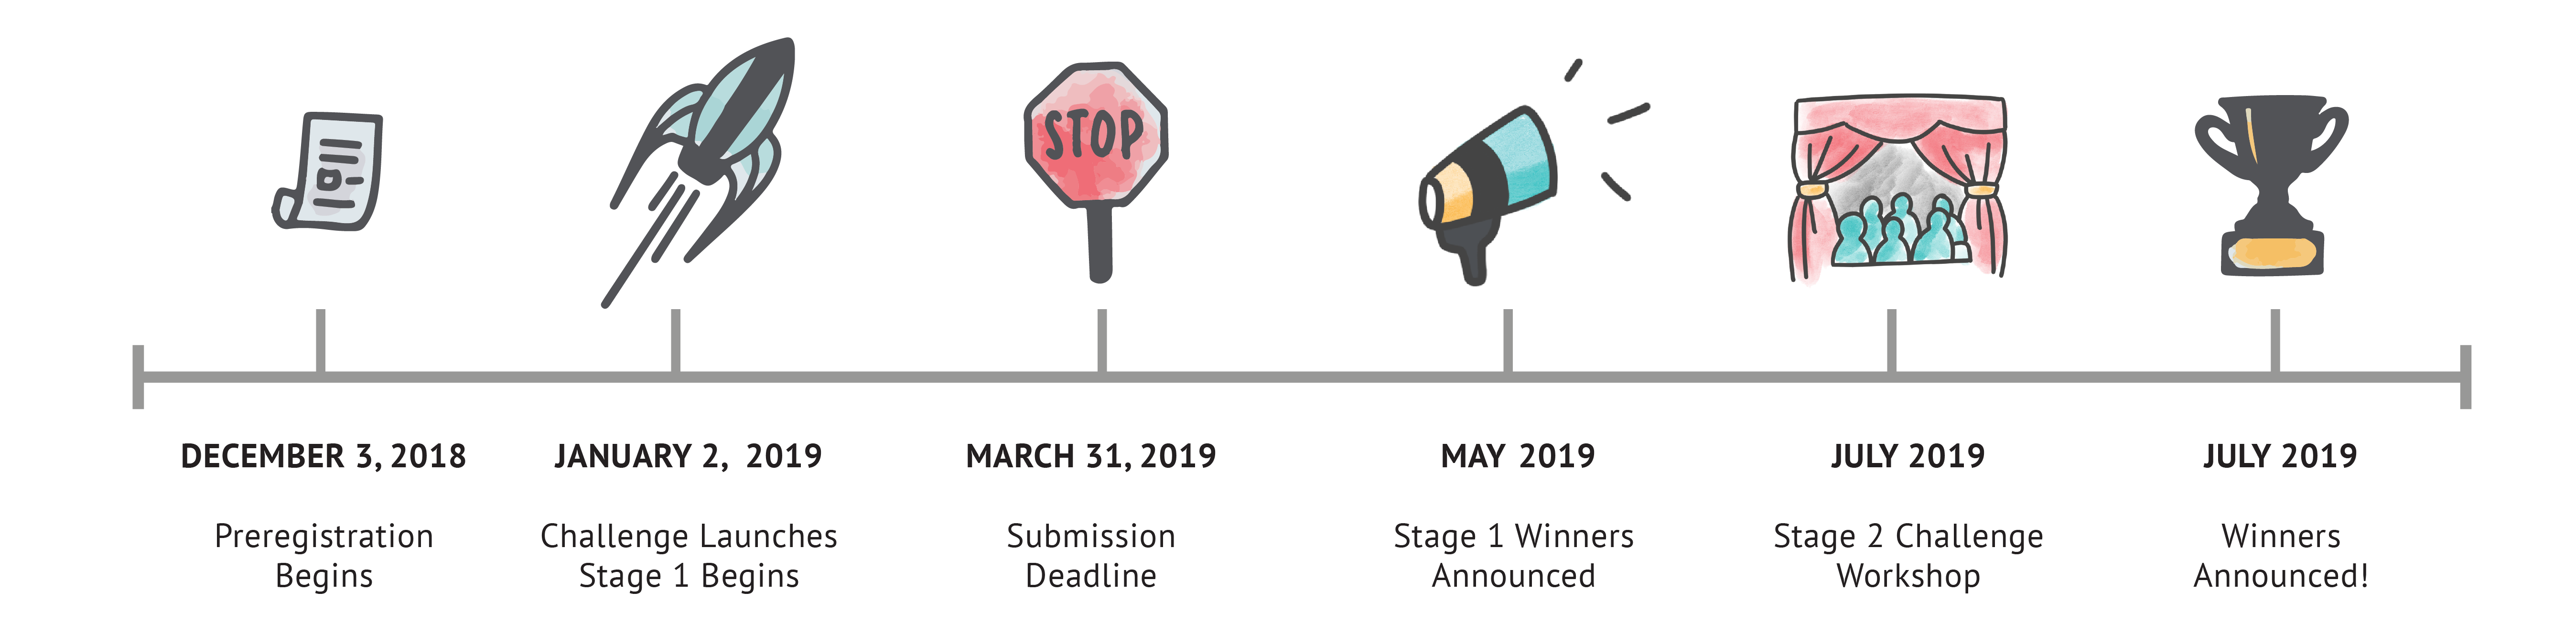 STOP
DECEMBER 3, 2018
Preregistration
Begins
JANUARY 2, 2019
Challenge Launches
Stage 1 Begins
MARCH 31, 2019
Submission
Deadline
MAY 2019
Stage 1 Winners
Announced
JULY 2019
Stage 2 Challenge
Workshop
JULY 2019
Winners
Announced!